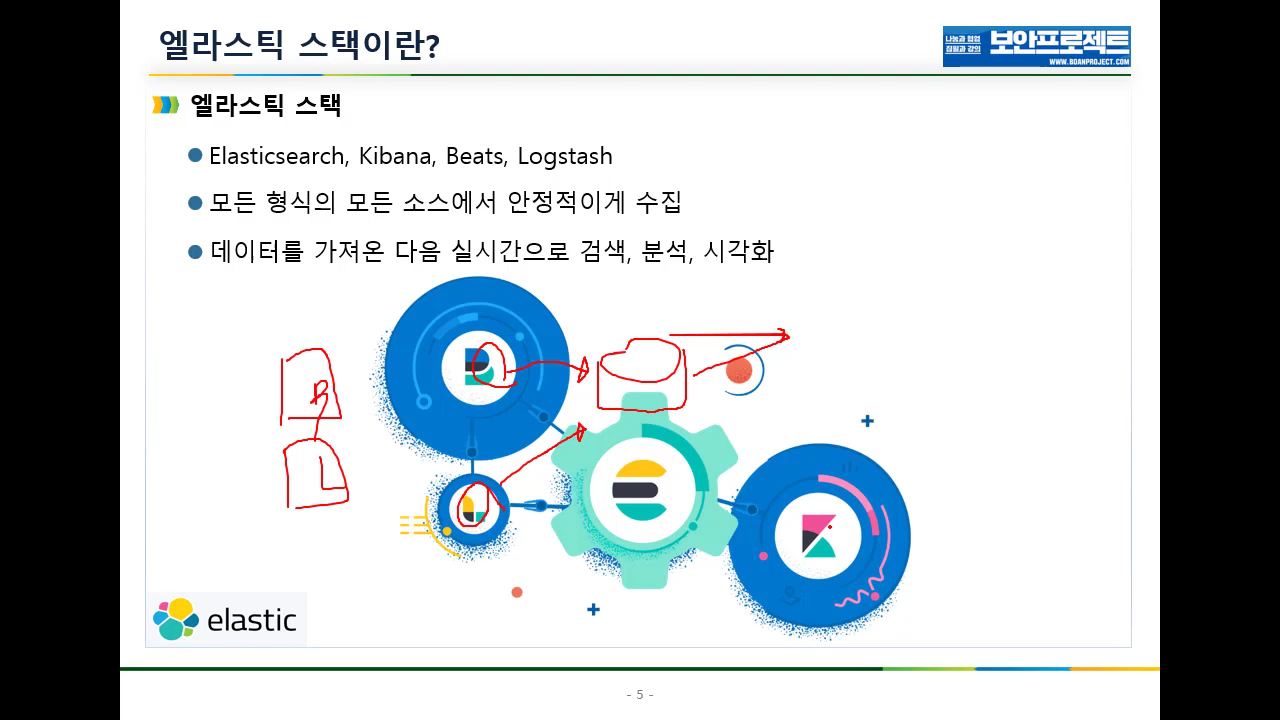 엘라스틱 스택이란?
나눔과 협업
집필과 강의
보안프로젝트
WWW.BOANPROJECT.COM
엘라스틱 스택
Elasticsearch, Kibana, Beats, Logstash
모든 형식의 모든 소스에서 안정적이게 수집
데이터를 가져온 다음 실시간으로 검색, 분석, 시각화
B
L
elastic
- 5 -